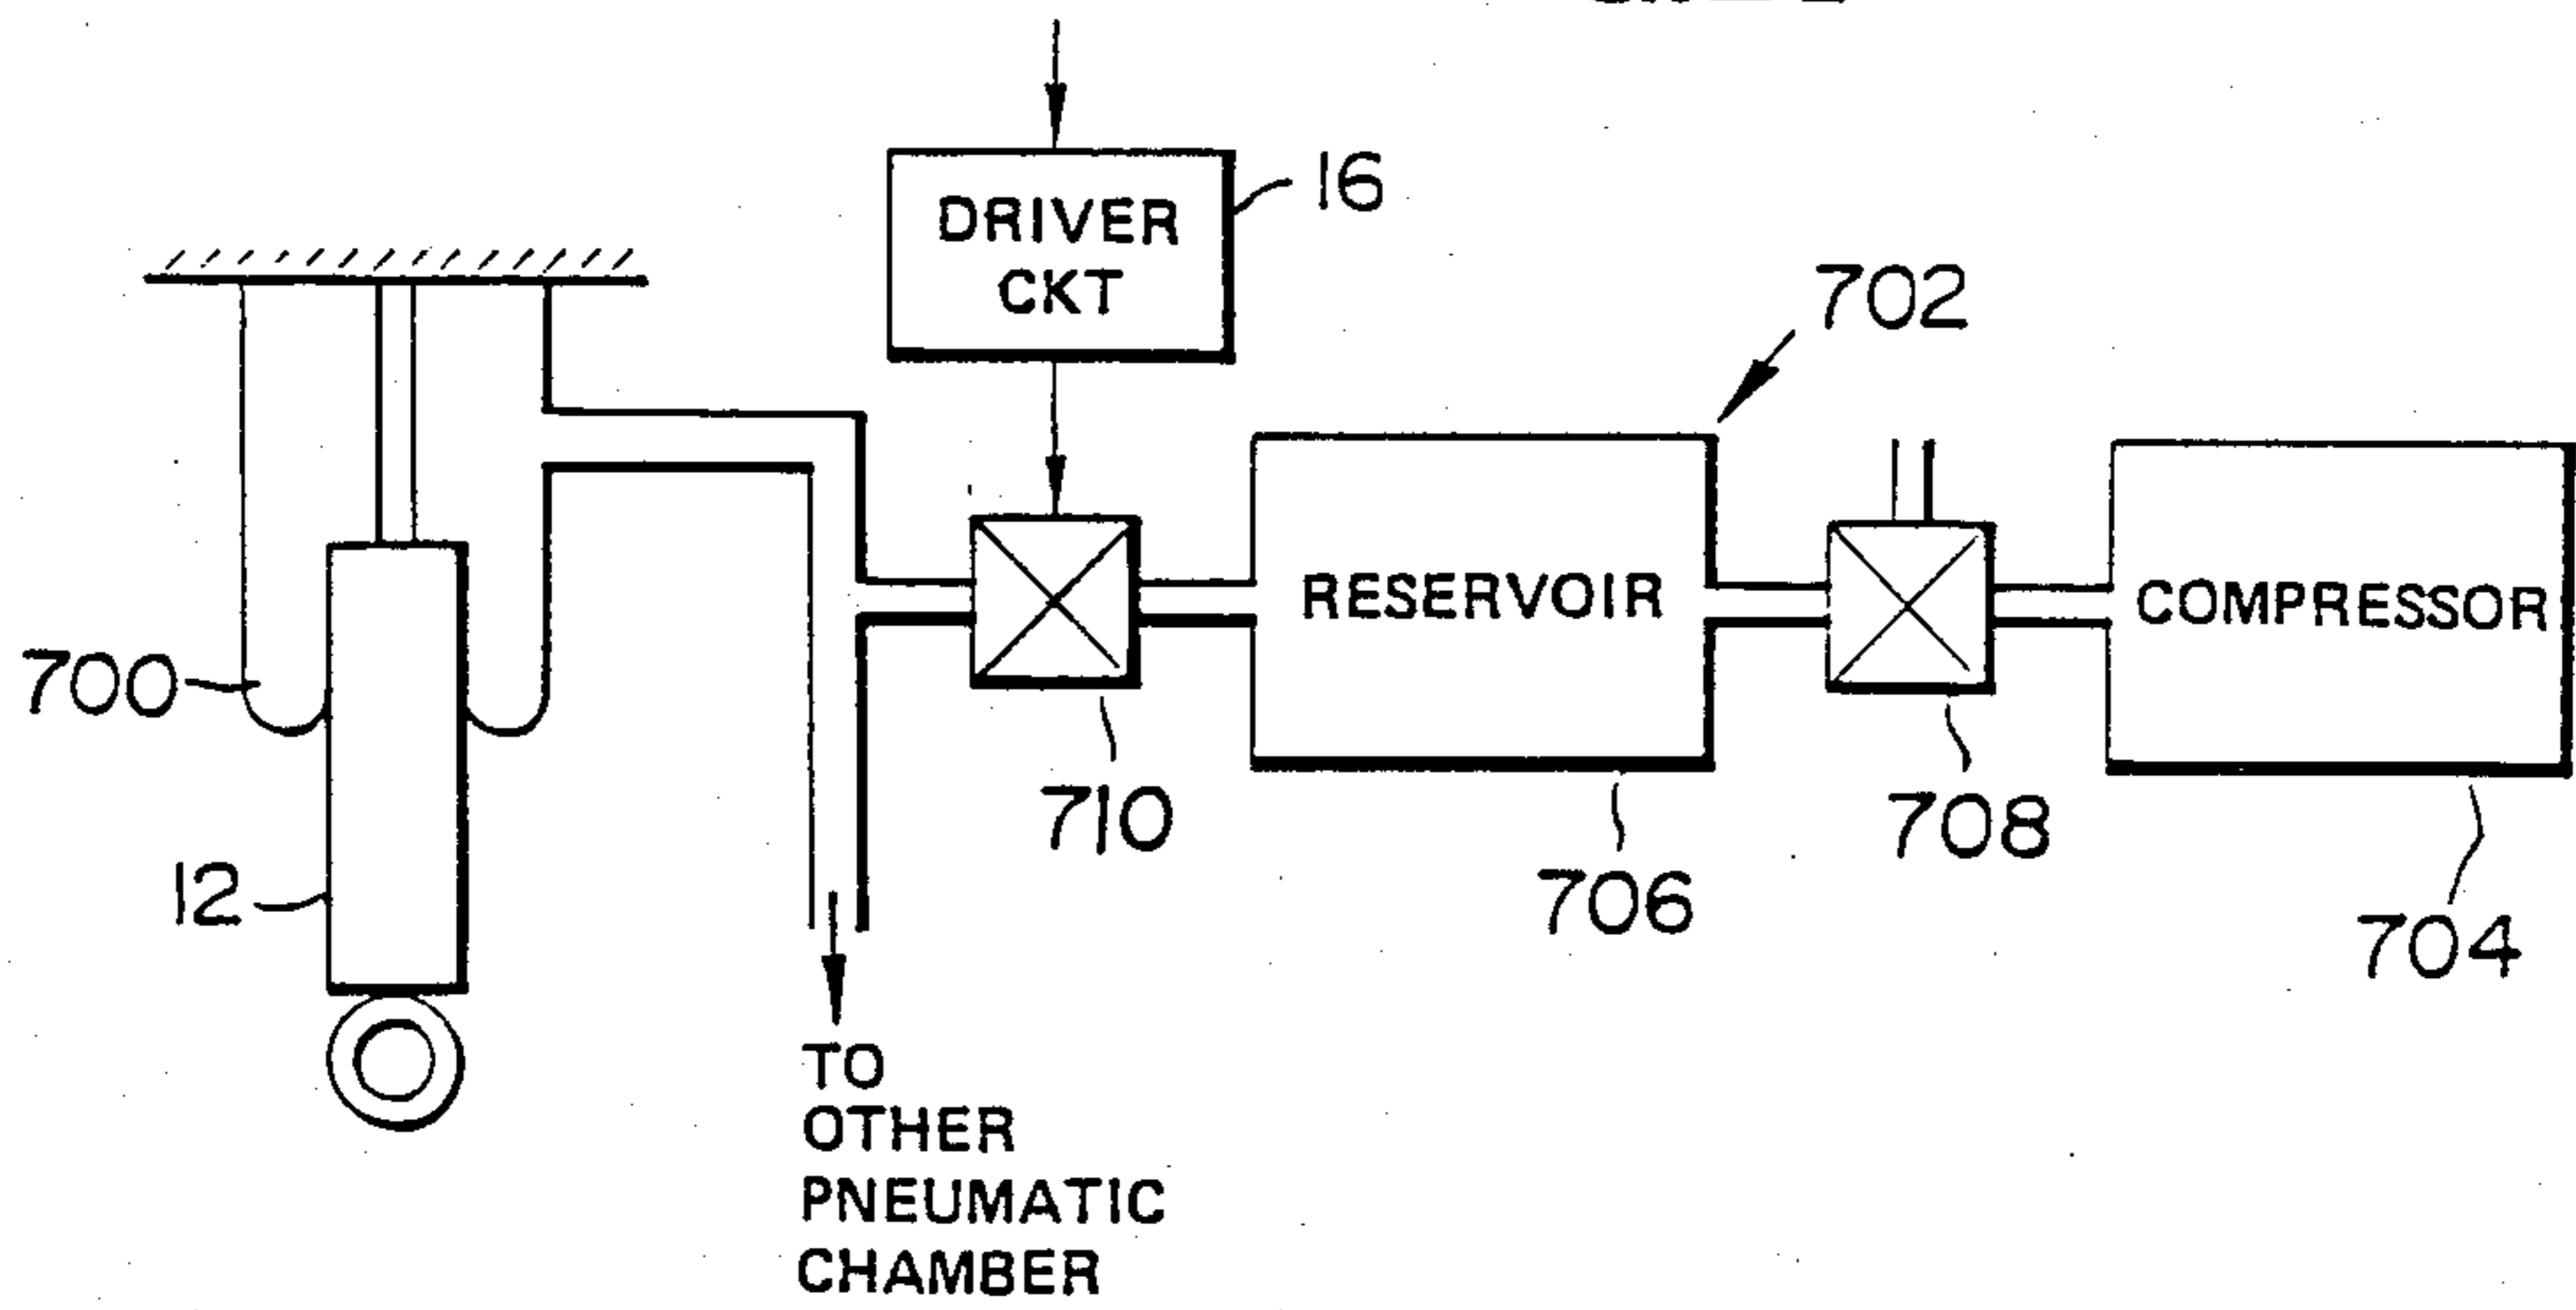 DRIVER
CKT
16
702
RESERVOIR
COMPRESSOR
700
710
708
706
12
704
TO
OTHER
PNEUMATIC
CHAMBER